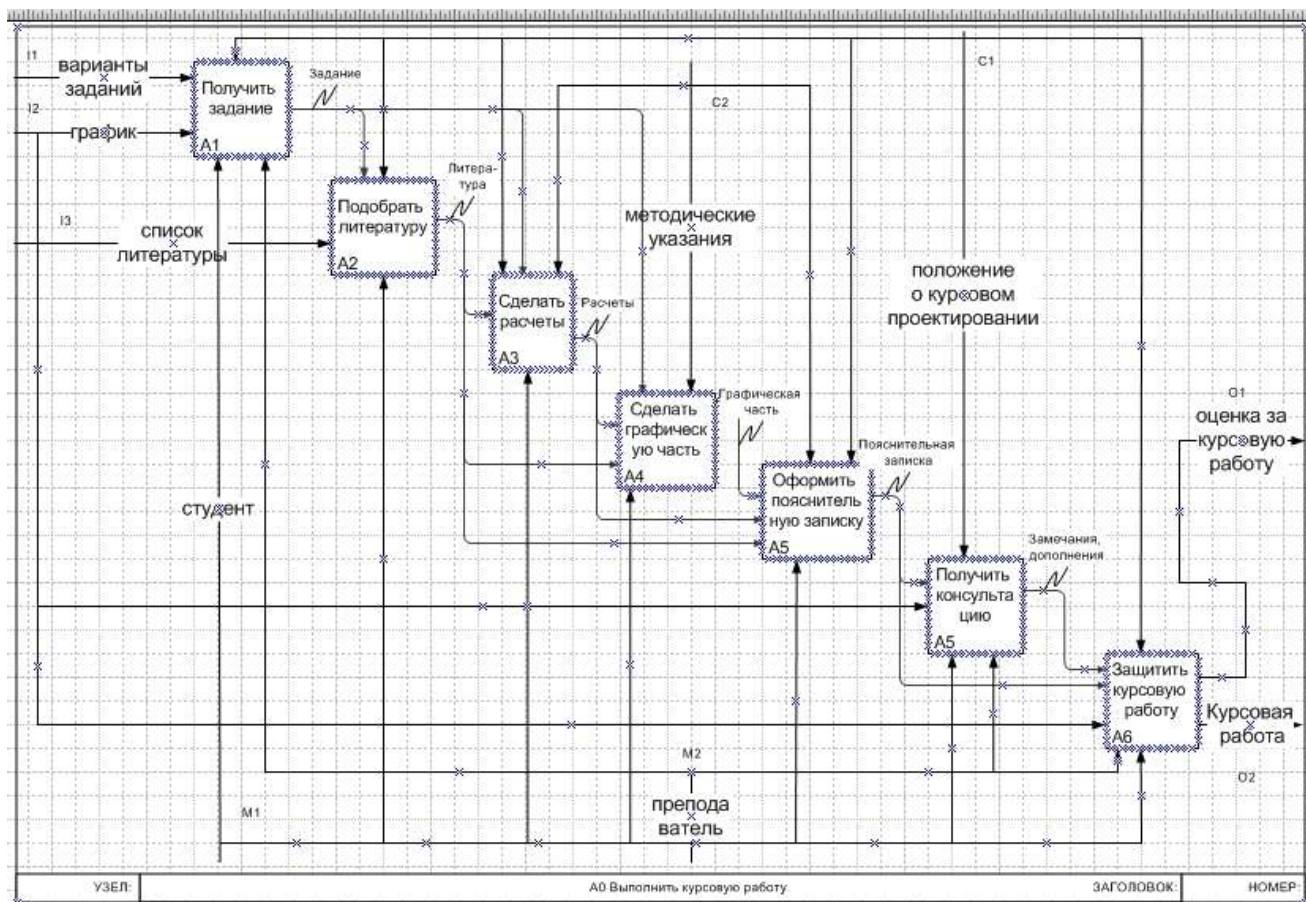 I1
варианты
заданий
I2
график
Получить
задание
A1
Задание
C2
C1
I3
список
литературы
Подобрать
литературу
A2
Литера-
тура
методические
указания
положение
о курсовом
проектировании
Сделать
расчеты
A3
Расчеты
Сделать
графическ
ую часть
A4
Графическая
часть
O1
оценка за
курсовую
работу
студент
Оформить
пояснитель
ную записку
A5
Пояснительная
записка
Получить
консульта
цию
A5
Замечания,
дополнения
Защитить
курсовую
работу
A6
Курсовая
работа
O2
M2
M1
препода
ватель
УЗЕЛ:
A0 Выполнить курсовую работу
ЗАГОЛОВОК:
НОМЕР: